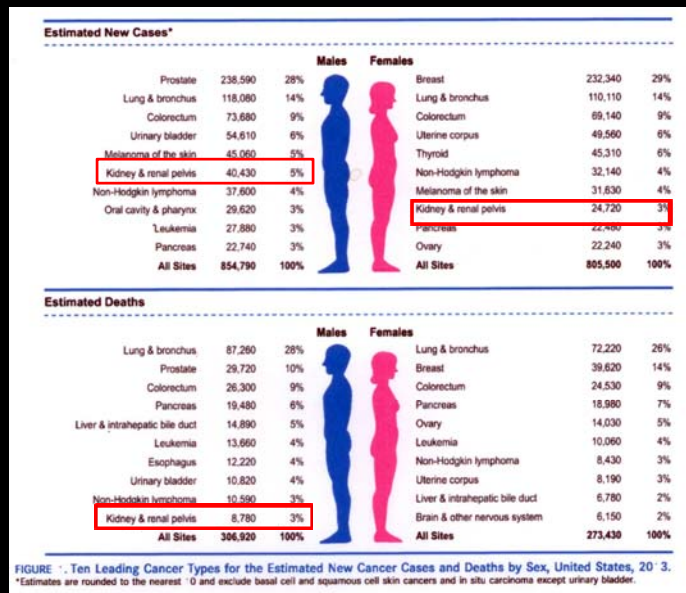 Estimated New Cases*
Males Females
Prostate 238,590 28% Breast 232,340 29%
Lung & bronchus 118,080 14% Lung & bronchus 110,110 14%
Colorectum 73,680 9% Colorectum 69,140 9%
Urinary bladder 54,610 6% Uterine corpus 49,560 6%
Melanoma of the skin 45,060 5% Thyroid 45,310 6%
Kidney & renal pelvis 40,430 5% Non-Hodgkin lymphoma 32,140 4%
Non-Hodgkin lymphoma 37,600 4% Melanoma of the skin 31,630 4%
Oral cavity & pharynx 29,620 3% Kidney & renal pelvis 24,720 3%
Leukemia 27,880 3% Pancreas 22,480 3%
Pancreas 22,740 3% Ovary 22,240 3%
All Sites 854,790 100% All Sites 805,500 100%
Estimated Deaths
Males Females
Lung & bronchus 87,260 28% Lung & bronchus 72,220 26%
Prostate 29,720 10% Breast 39,620 14%
Colorectum 26,300 9% Colorectum 24,530 9%
Pancreas 19,480 6% Pancreas 18,980 7%
Liver & intrahepatic bile duct 14,890 5% Ovary 14,030 5%
Leukemia 13,660 4% Leukemia 10,060 4%
Esophagus 12,220 4% Non-Hodgkin lymphoma 8,430 3%
Urinary bladder 10,820 4% Uterine corpus 8,190 3%
Non-Hodgkin lymphoma 10,590 3% Liver & intrahepatic bile duct 6,780 2%
Kidney & renal pelvis 8,780 3% Brain & other nervous system 6,150 2%
All Sites 306,920 100% All Sites 273,430 100%
FIGURE . Ten Leading Cancer Types for the Estimated New Cancer Cases and Deaths by Sex, United States, 20 3.
*Estimates are rounded to the nearest 0 and exclude basal cell and squamous cell skin cancers and in situ carcinoma except urinary bladder.